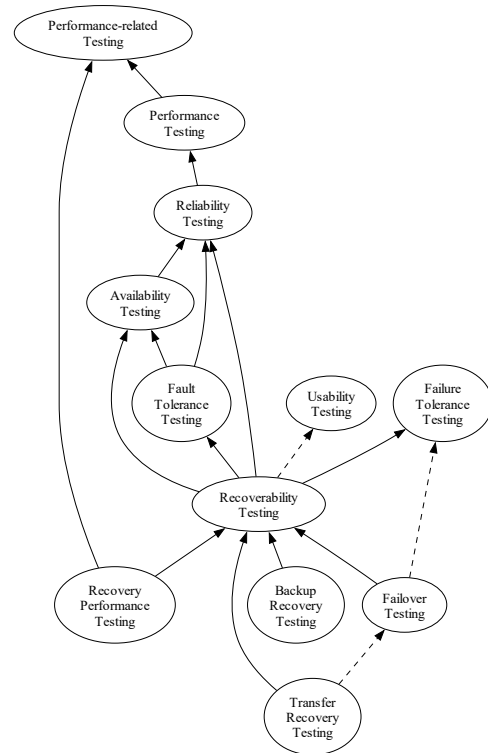 Performance-related
Testing
Performance
Testing
Reliability
Testing
Availability
Testing
Fault
Tolerance Testing
Usability
Testing
Failure
Tolerance
Testing
Recoverability
Testing
Recovery
Performance
Testing
Backup
Recovery
Testing
Failover
Testing
Transfer
Recovery
Testing